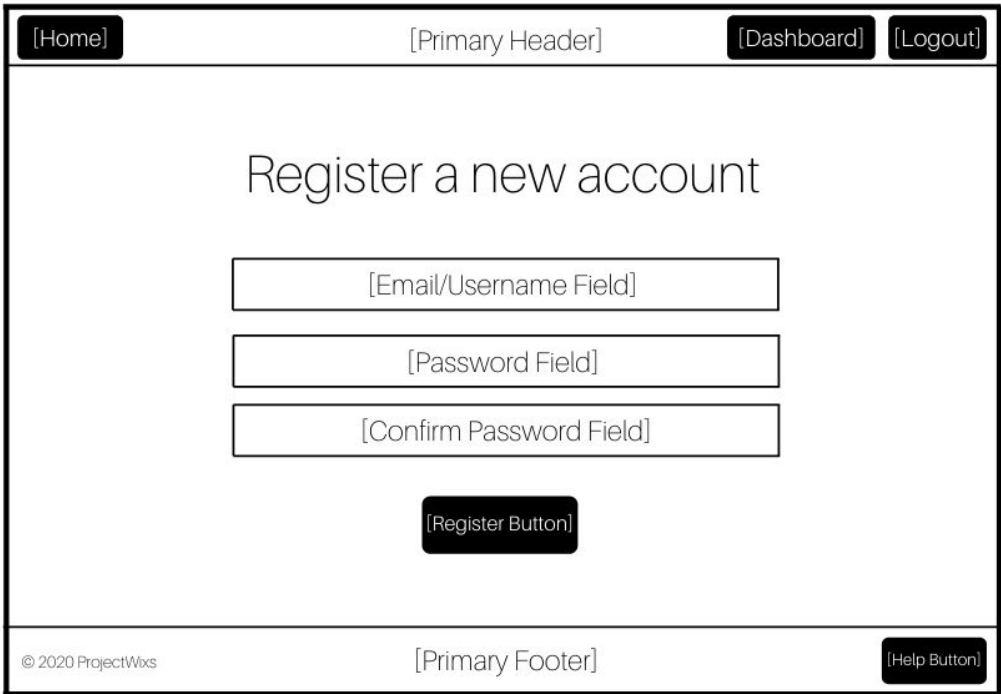 [Home] [Primary Header] [Dashboard] [Logout]
Register a new account
[Email/Username Field]
[Password Field]
[Confirm Password Field]
[Register Button]
© 2020 ProjectWixs [Primary Footer] [Help Button]